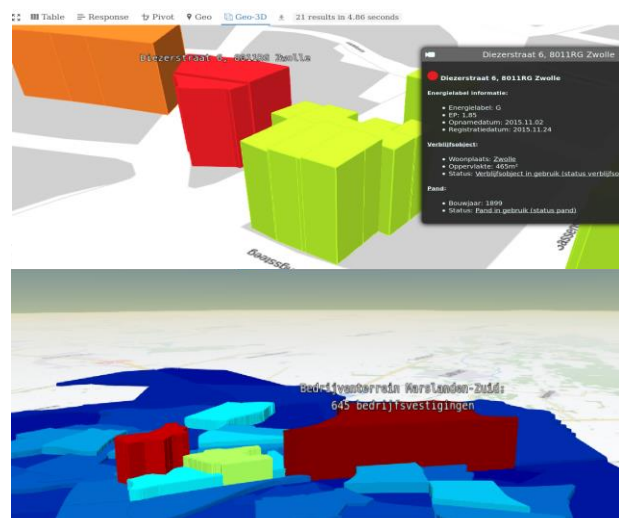 Table Response Pivot Geo Geo-3D 21 results in 4.86 seconds
Diezerstraat 6, 8011RG Zwolle
Diezerstraat 6, 8011RG Zwolle
Diezerstraat 6, 8011RG Zwolle
Energielabel informatie:
Energielabel: G
EP: 1,85
Opnamedatum: 2015.11.02
Registratiedatum: 2015.11.24
Verblijfsobject:
Woonplaats: Zwolle
Oppervlakte: 465m²
Status: Verblijfsobject in gebruik (status verblijfso
Pand:
Bouwjaar: 1899
Status: Pand in gebruik (status pand)
Bedrijventerrein Marslanden-Zuid:
645 bedrijfsvestigingen